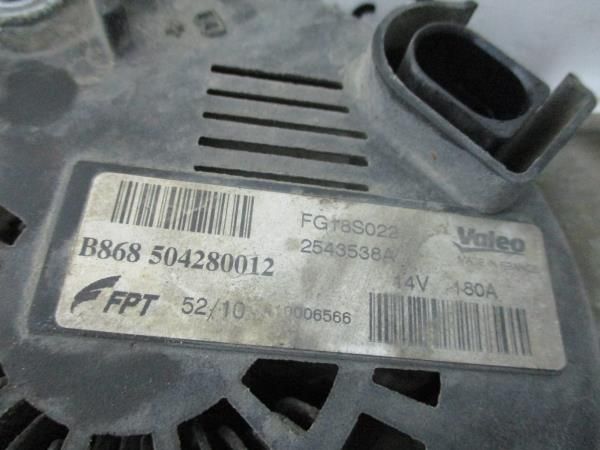 FG18S022
2543538A
Valeo
MADE IN FRANCE
B868 504280012
14V 180A
FPT
52/10